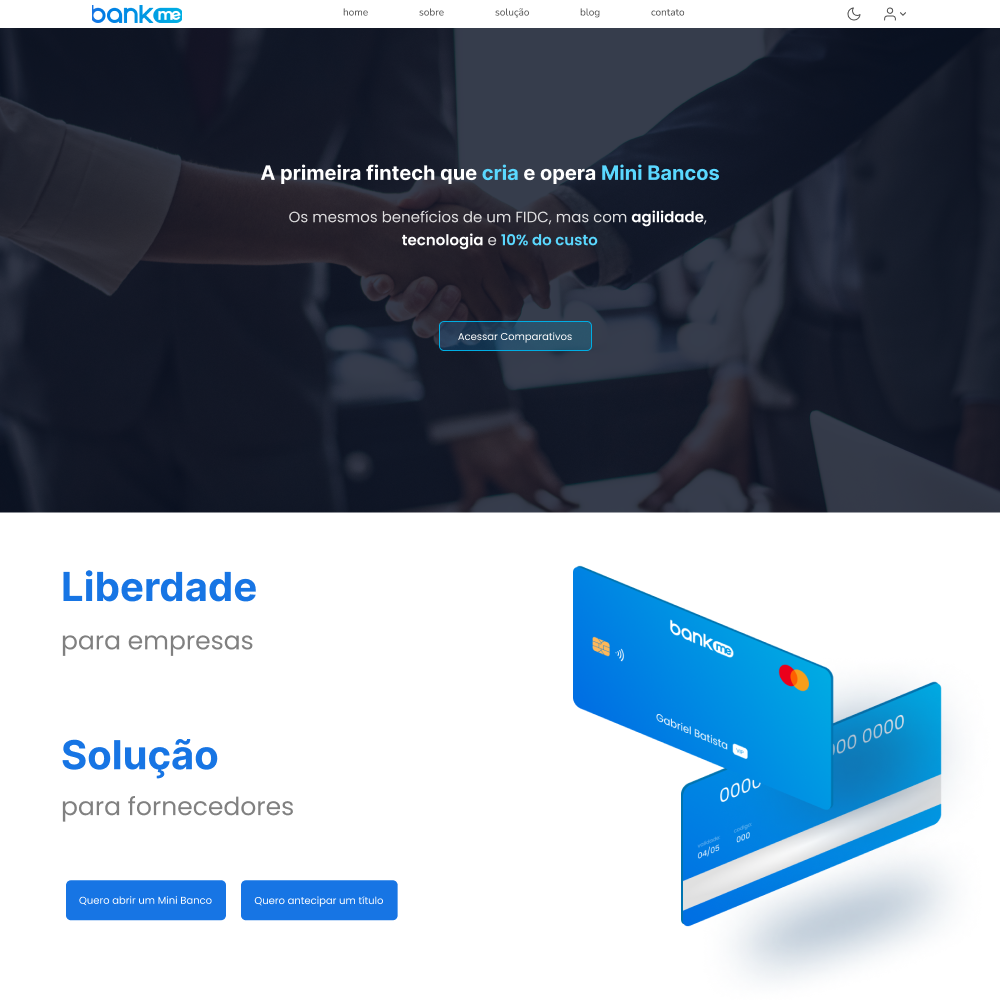 bankme
home sobre solução blog contato
A primeira fintech que cria e opera Mini Bancos
Os mesmos benefícios de um FIDC, mas com agilidade,
tecnologia e 10% do custo
Acessar Comparativos
Liberdade
para empresas
Solução
para fornecedores
Quero abrir um Mini Banco
Quero antecipar um título
bankme
Gabriel Batista
000 0000
000
04/05
000